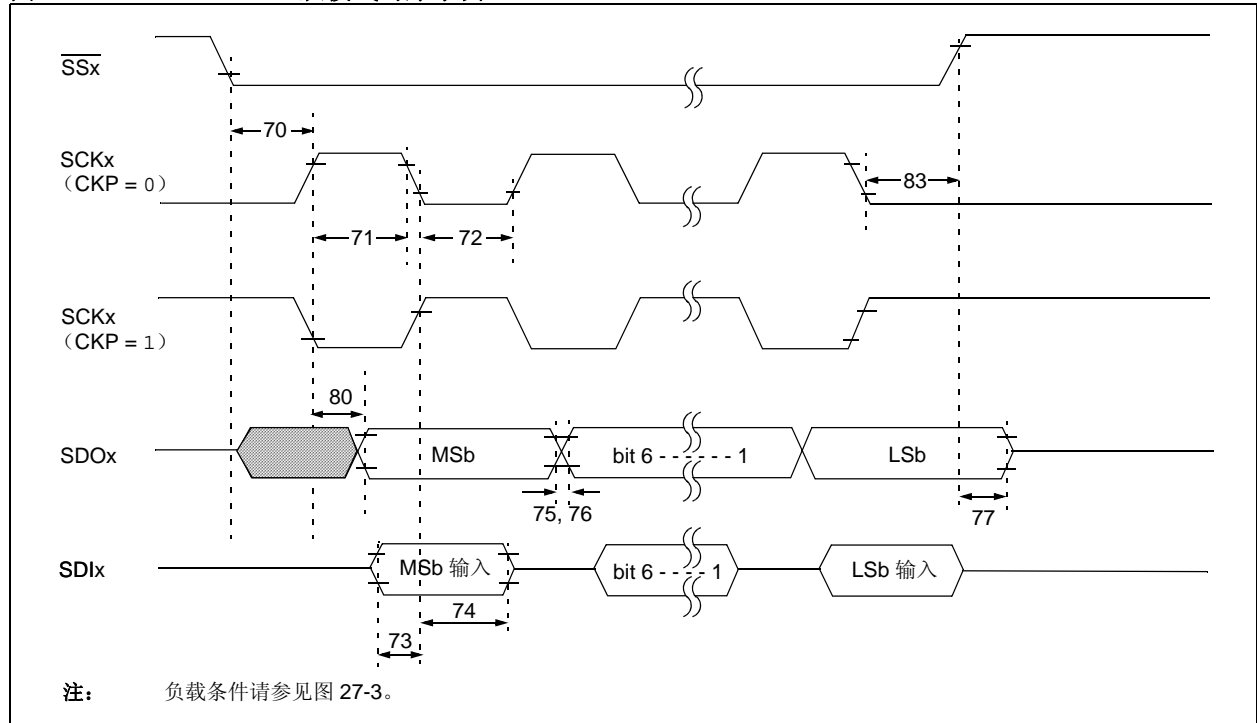 SSx
70
SCKx
（CKP = 0）
83
71
72
SCKx
（CKP = 1）
80
SDOx
MSb
bit 6 - - - - - - 1
LSb
75, 76
77
SDIx
MSb 输入
bit 6 - - - - 1
LSb 输入
74
73
注： 负载条件请参见图 27-3。